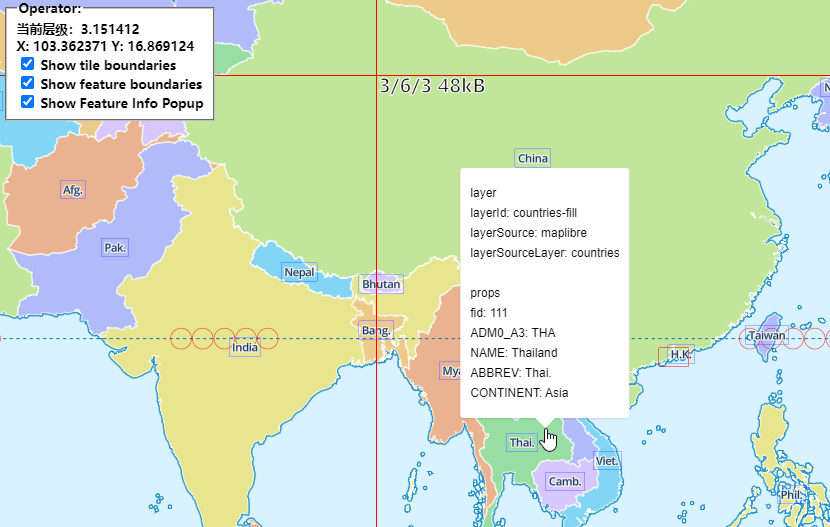 Operator:
当前层级：3.151412
X: 103.362371 Y: 16.869124
Show tile boundaries
Show feature boundaries
Show Feature Info Popup
3/6/3 48kB
China
Afg.
Pak.
Nepal
Bhutan
Bang.
India
layer
layerId: countries-fill
layerSource: maplibre
layerSourceLayer: countries
props
fid: 111
ADM0_A3: THA
NAME: Thailand
ABBREV: Thai.
CONTINENT: Asia
H.K.
Taiwan
Thai.
Viet.
Camb.
Phil.